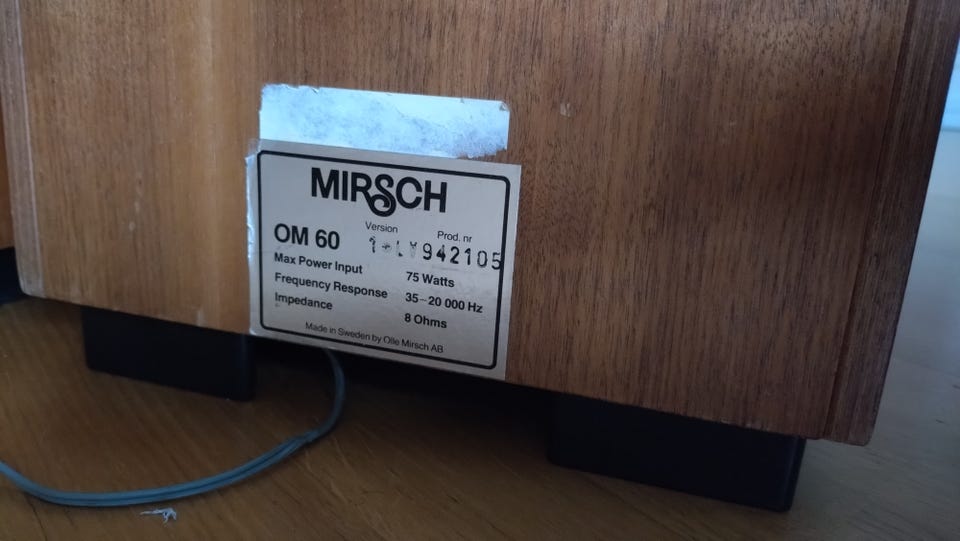 MIRSCH
Version Prod. nr
OM 60 942105
Max Power Input 75 Watts
Frequency Response 35–20 000 Hz
Impedance 8 Ohms
Made in Sweden by Olle Mirsch AB